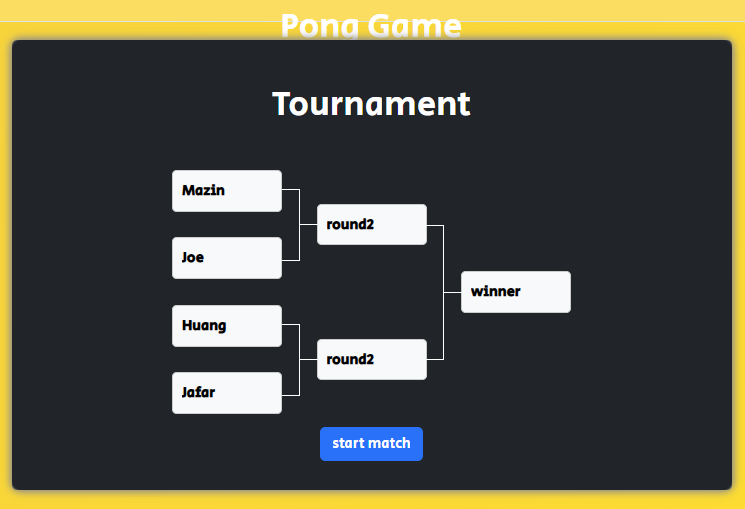 Pong Game
Tournament
Mazin
Joe
Huang
Jafar
round2
round2
winner
start match